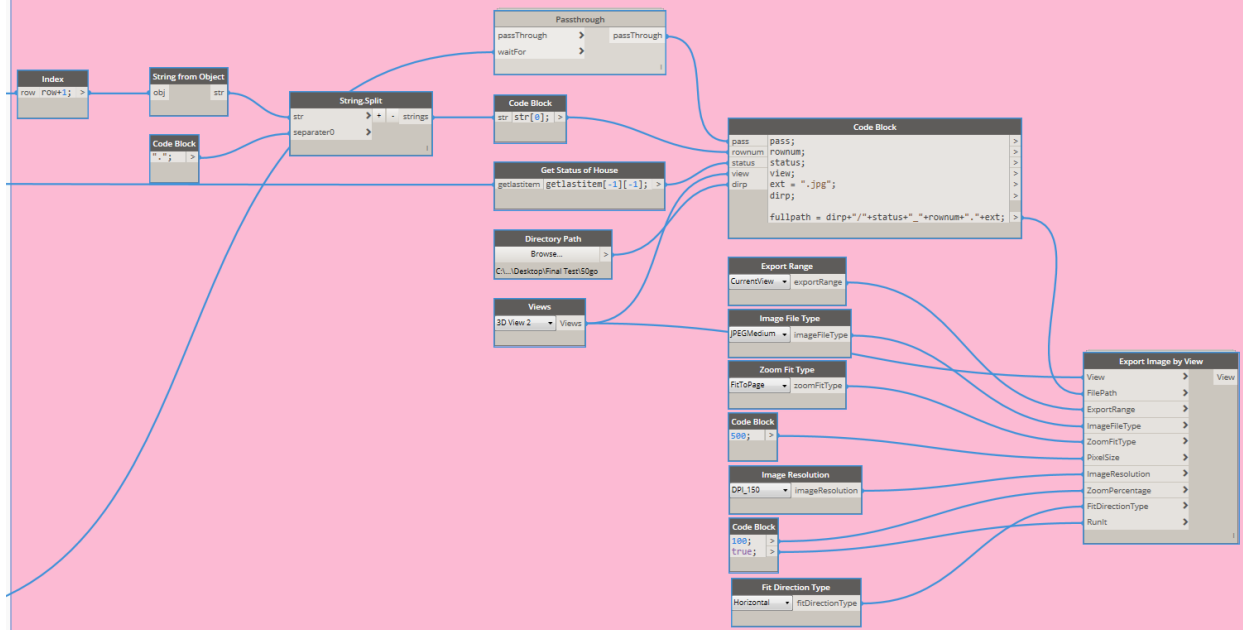 Passthrough
passThrough > passThrough
waitFor >
Index
row row+1; >
String from Object
obj str
String.Split
str > + - strings
separater0 >
Code Block
".“; >
Code Block
str str[0]; >
Get Status of House
getlastitem getlastitem[-1][-1]; >
Directory Path
Browse... >
C:\...\Desktop\Final Test\50go
Views
3D View 2 Views
Code Block
pass pass; >
rownum rownum; >
status status; >
view view; >
dirp ext = ".jpg"; >
dirp; >
fullpath = dirp+"/"+status+"_"+rownum+"."+ext; >
Export Range
CurrentView exportRange
Image File Type
JPEGMedium imageFileType
Zoom Fit Type
FitToPage zoomFitType
Code Block
500; >
Image Resolution
DPI_150 imageResolution
Code Block
100; >
true; >
Fit Direction Type
Horizontal fitDirectionType
Export Image by View
View > View
FilePath >
ExportRange >
ImageFileType >
ZoomFitType >
PixelSize >
ImageResolution >
ZoomPercentage >
FitDirectionType >
RunIt >